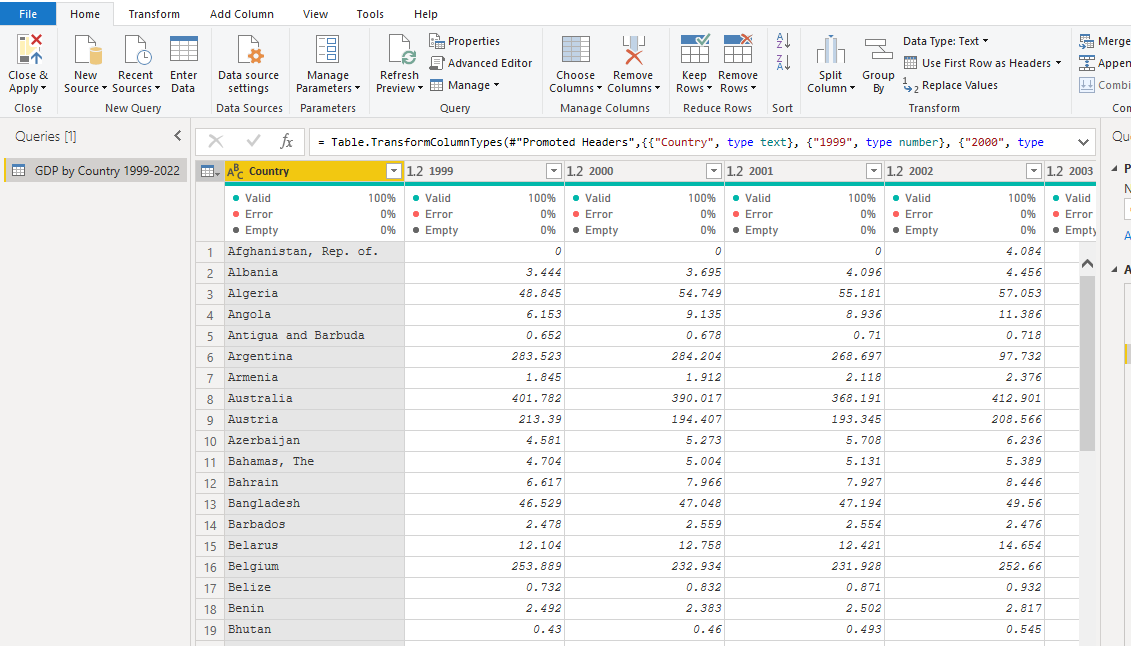 File Home Transform Add Column View Tools Help
Close & Apply
Close
New Source
Recent Sources
Enter Data
New Query
Data source settings
Data Sources
Manage Parameters
Parameters
Refresh Preview
Properties
Advanced Editor
Manage
Query
Choose Columns
Remove Columns
Manage Columns
Keep Rows
Remove Rows
Reduce Rows
Sort
Split Column
Group By
Data Type: Text
Use First Row as Headers
Replace Values
Transform
Merge
Appen
Combi
Com
Queries [1]
GDP by Country 1999-2022
fx = Table.TransformColumnTypes(#"Promoted Headers",{{"Country", type text}, {"1999", type number}, {"2000", type
Country 1.2 1999 1.2 2000 1.2 2001 1.2 2002 1.2 2003
Valid 100% Valid 100% Valid 100% Valid 100% Valid 100% Valid
Error 0% Error 0% Error 0% Error 0% Error 0% Error
Empty 0% Empty 0% Empty 0% Empty 0% Empty 0% Empty
1 Afghanistan, Rep. of. 0 0 0 4.084
2 Albania 3.444 3.695 4.096 4.456
3 Algeria 48.845 54.749 55.181 57.053
4 Angola 6.153 9.135 8.936 11.386
5 Antigua and Barbuda 0.652 0.678 0.71 0.718
6 Argentina 283.523 284.204 268.697 97.732
7 Armenia 1.845 1.912 2.118 2.376
8 Australia 401.782 390.017 368.191 412.901
9 Austria 213.39 194.407 193.345 208.566
10 Azerbaijan 4.581 5.273 5.708 6.236
11 Bahamas, The 4.704 5.004 5.131 5.389
12 Bahrain 6.617 7.966 7.927 8.446
13 Bangladesh 46.529 47.048 47.194 49.56
14 Barbados 2.478 2.559 2.554 2.476
15 Belarus 12.104 12.758 12.421 14.654
16 Belgium 253.889 232.934 231.928 252.66
17 Belize 0.732 0.832 0.871 0.932
18 Benin 2.492 2.383 2.502 2.817
19 Bhutan 0.43 0.46 0.493 0.545